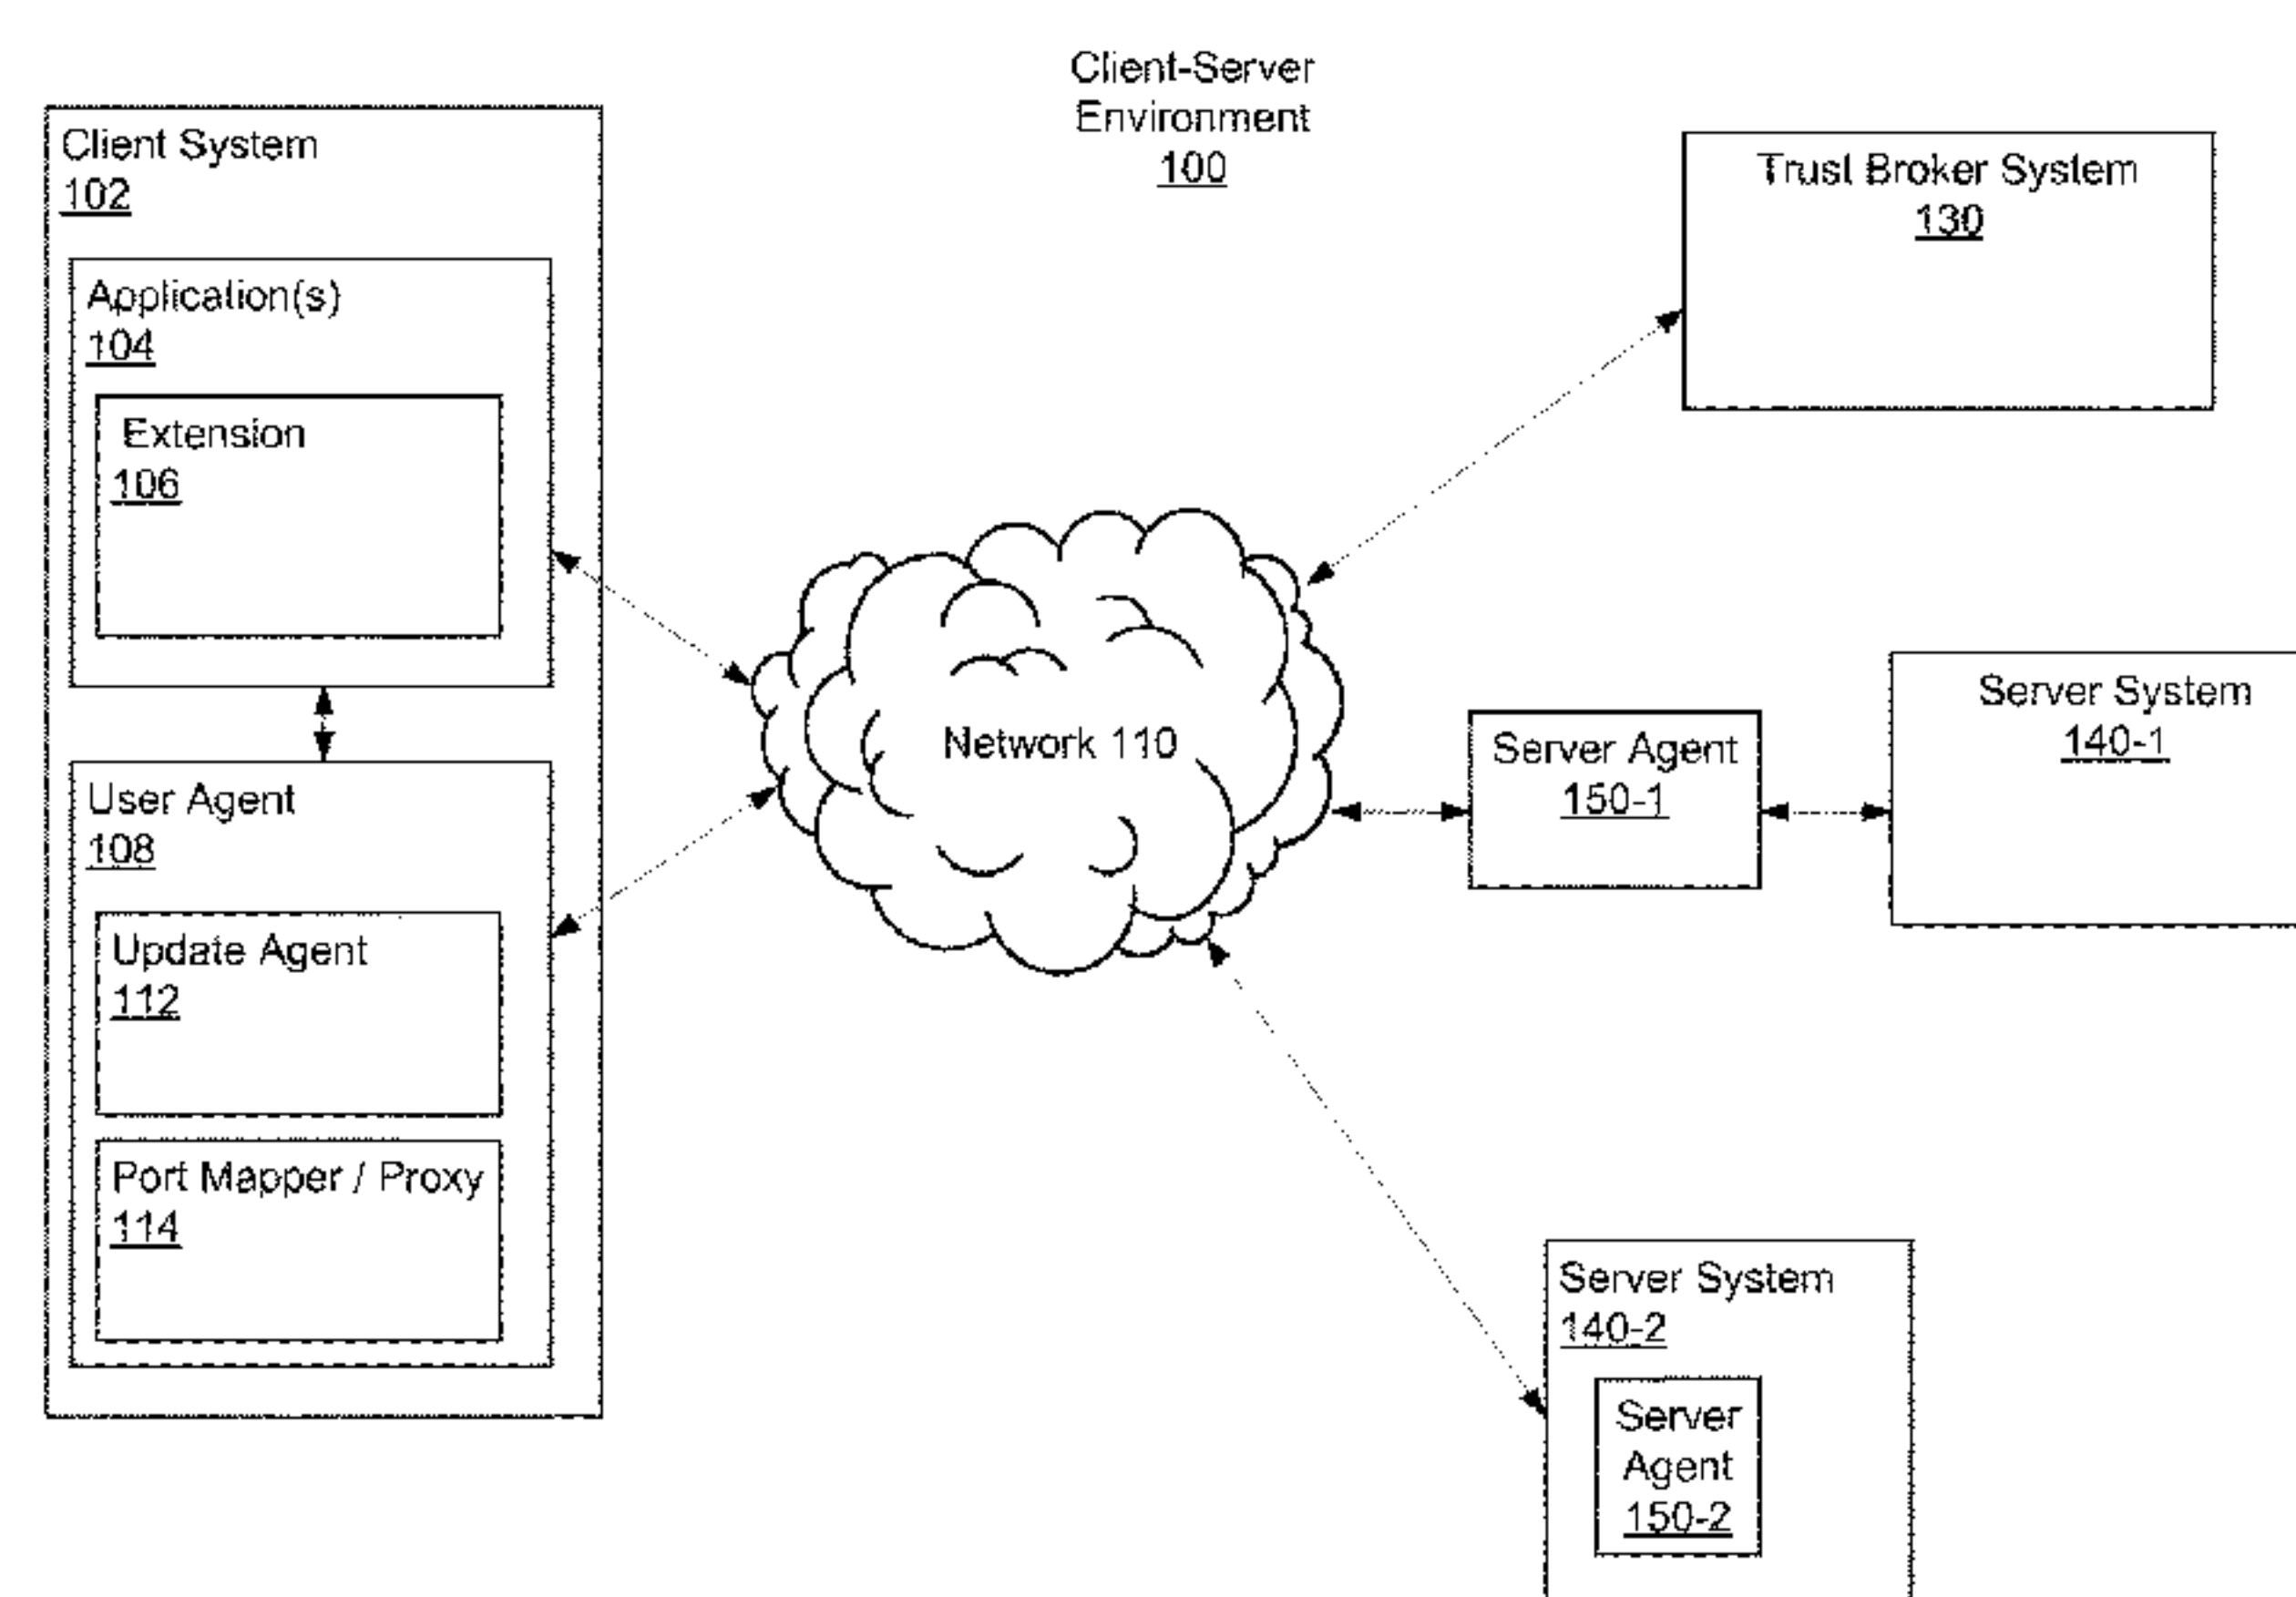 Client-Server
Environment
100
Client System
102
Application(s)
104
Extension
106
User Agent
108
Update Agent
112
Port Mapper / Proxy
114
Network 110
Trust Broker System
130
Server Agent
150-1
Server System
140-1
Server System
140-2
Server
Agent
150-2